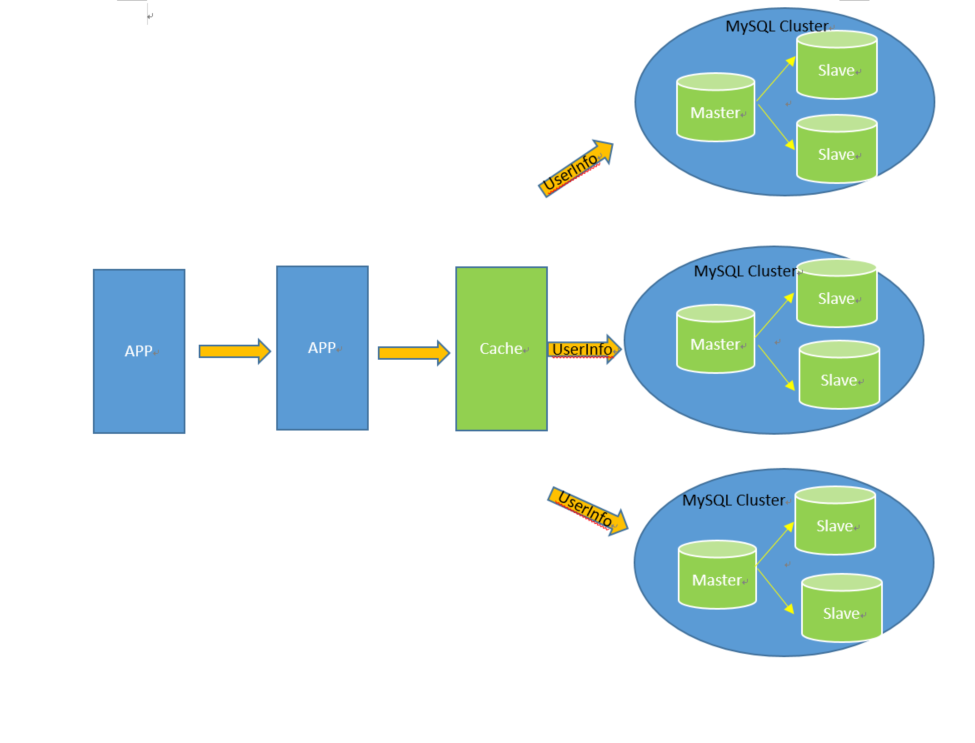 MySQL Cluster
Slave
Master
Slave
UserInfo
MySQL Cluster
Slave
APP
APP
Cache
UserInfo
Master
Slave
UserInfo
MySQL Cluster
Slave
Master
Slave